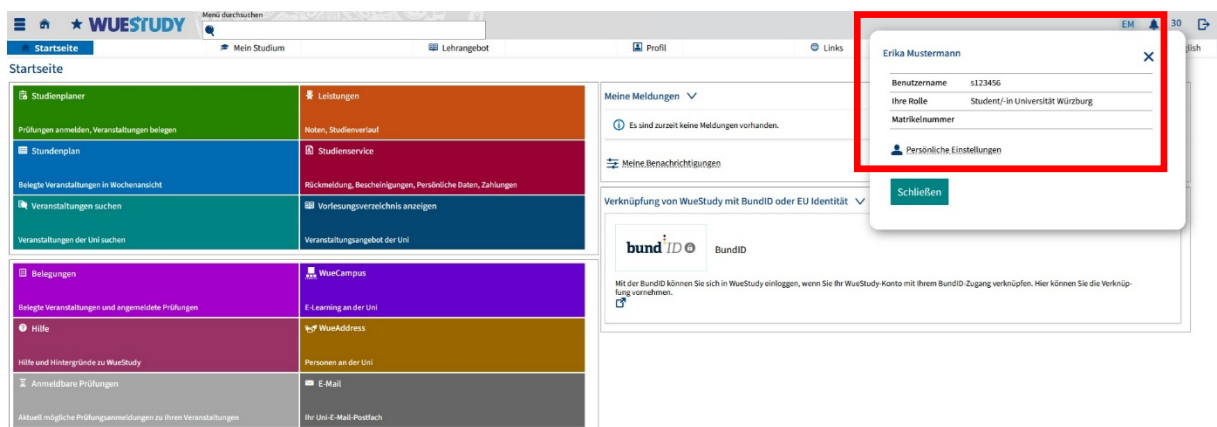 WUESTUDY
Menü durchsuchen
EM
30
Startseite
Mein Studium
Lehrangebot
Profil
Links
lish
Startseite
Studienplaner
Prüfungen anmelden, Veranstaltungen belegen
Leistungen
Noten, Studienverlauf
Stundenplan
Belegte Veranstaltungen in Wochenansicht
Studienservice
Rückmeldung, Bescheinigungen, Persönliche Daten, Zahlungen
Veranstaltungen suchen
Veranstaltungen der Uni suchen
Vorlesungsverzeichnis anzeigen
Veranstaltungsangebot der Uni
Belegungen
Belegte Veranstaltungen und angemeldete Prüfungen
WueCampus
E-Learning an der Uni
Hilfe
Hilfe und Hintergründe zu WueStudy
WueAddress
Personen an der Uni
Anmeldbare Prüfungen
Aktuell mögliche Prüfungsanmeldungen zu Ihren Veranstaltungen
E-Mail
Ihr Uni-E-Mail-Postfach
Meine Meldungen
Es sind zurzeit keine Meldungen vorhanden.
Meine Benachrichtigungen
Verknüpfung von WueStudy mit BundID oder EU Identität
bund ID
BundID
Mit der BundID können Sie sich in WueStudy einloggen, wenn Sie Ihr WueStudy-Konto mit Ihrem BundID-Zugang verknüpfen. Hier können Sie die Verknüp-
fung vornehmen.
Erika Mustermann
Benutzername s123456
Ihre Rolle Student/-in Universität Würzburg
Matrikelnummer
Persönliche Einstellungen
Schließen